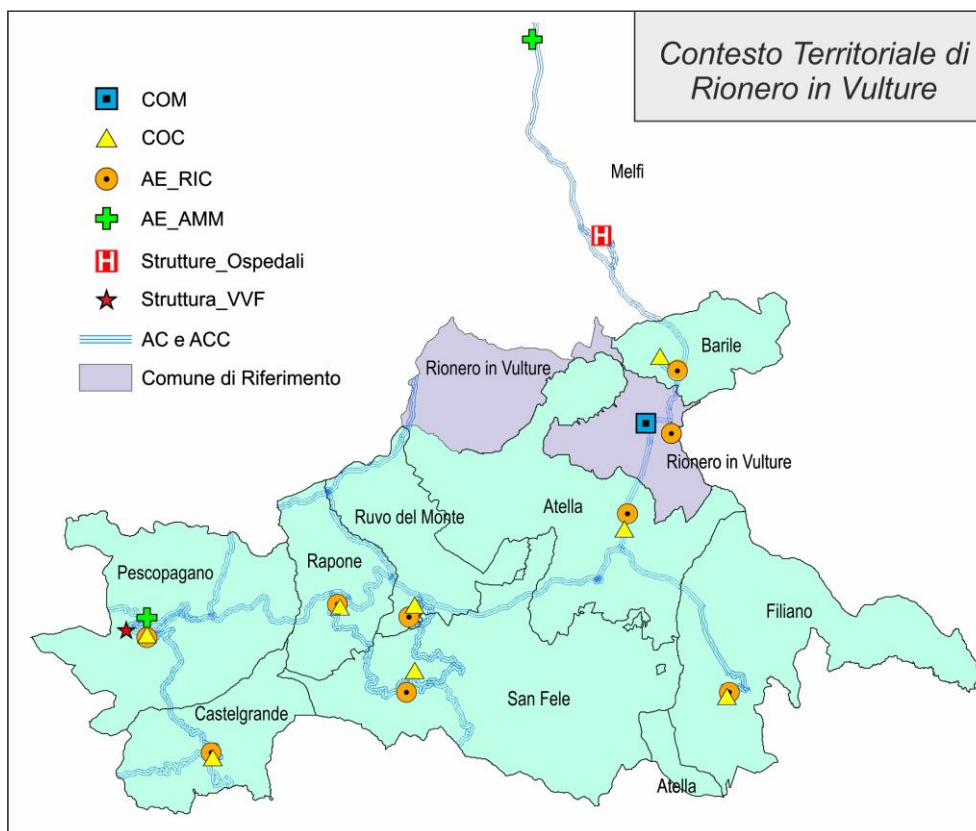 Contesto Territoriale di
Rionero in Vulture
COM
COC
AE_RIC
AE_AMM
Strutture_Ospedali
Struttura_VVF
AC e ACC
Comune di Riferimento
Melfi
H
H
Barile
Rionero in Vulture
Rionero in Vulture
Atella
Ruvo del Monte
Rapone
Pescopagano
Filiano
San Fele
Castelgrande
Atella